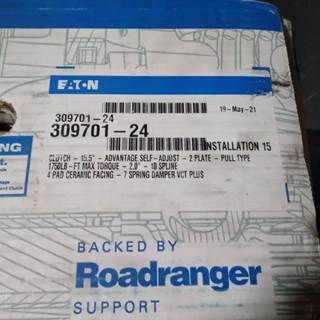 EATON
309701-24
19-May-21
309701-24
INSTALLATION 15
CLUTCH - 15.5" - ADVANTAGE SELF-ADJUST - 2 PLATE - PULL TYPE
1750LB-FT MAX TORQUE - 2.0" - 10 SPLINE
4 PAD CERAMIC FACING - 7 SPRING DAMPER VCT PLUS
NG
t.
BACKED BY
Roadranger
SUPPORT